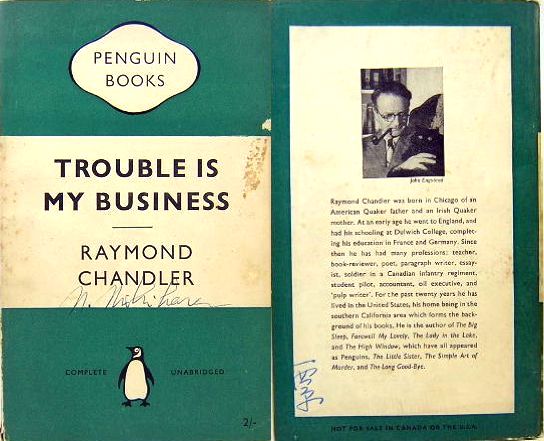 PENGUIN
BOOKS
TROUBLE IS
MY BUSINESS
RAYMOND
CHANDLER
COMPLETE
UNABRIDGED
2/-
John Engstead
Raymond Chandler was born in Chicago of an
American Quaker father and an Irish Quaker
mother. At an early age he went to England, and
had his schooling at Dulwich College, complet-
ing his education in France and Germany. Since
then he has had many professions: teacher,
book-reviewer, poet, paragraph writer, essay-
ist, soldier in a Canadian infantry regiment,
student pilot, accountant, oil executive, and
'pulp writer'. For the past twenty years he has
lived in the United States, his home being in the
southern California area which forms the back-
ground of his books. He is the author of The Big
Sleep, Farewell My Lovely, The Lady in the Lake,
and The High Window, which have all appeared
as Penguins, The Little Sister, The Simple Art of
Murder, and The Long Good-Bye.
NOT FOR SALE IN CANADA OR THE U.S.A.